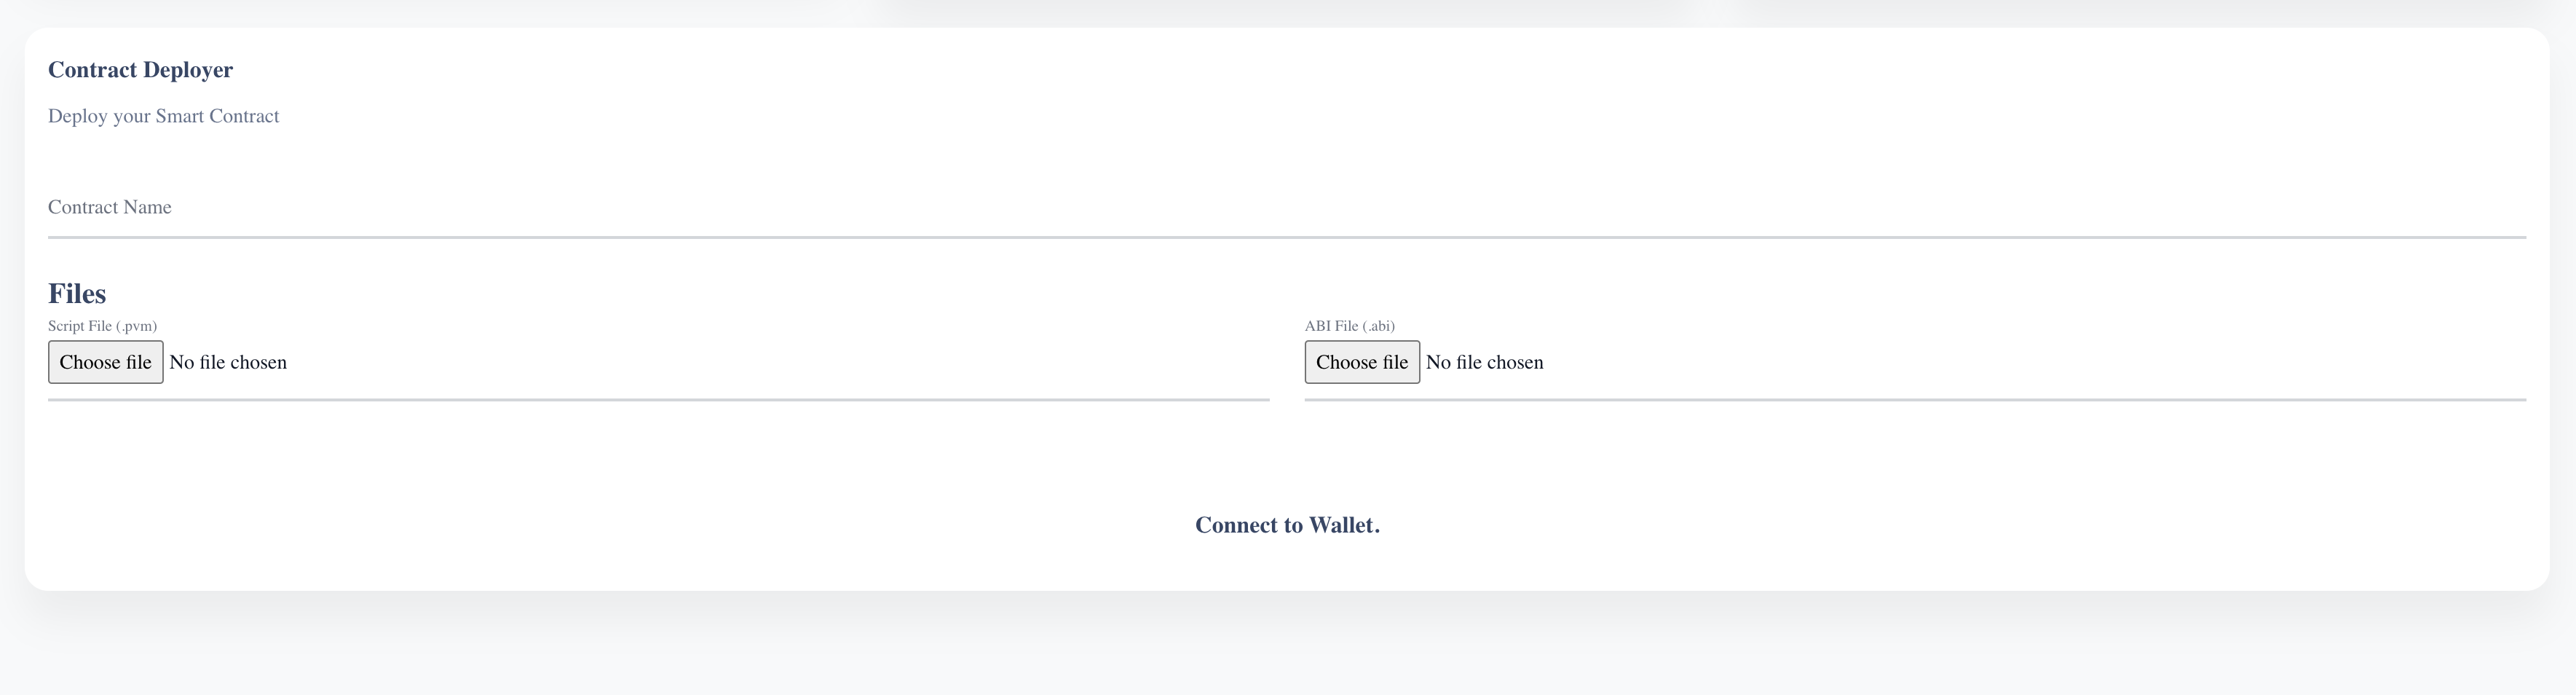 Contract Deployer
Deploy your Smart Contract
Contract Name
Files
Script File (.pvm)
Choose file No file chosen
ABI File (.abi)
Choose file No file chosen
Connect to Wallet.